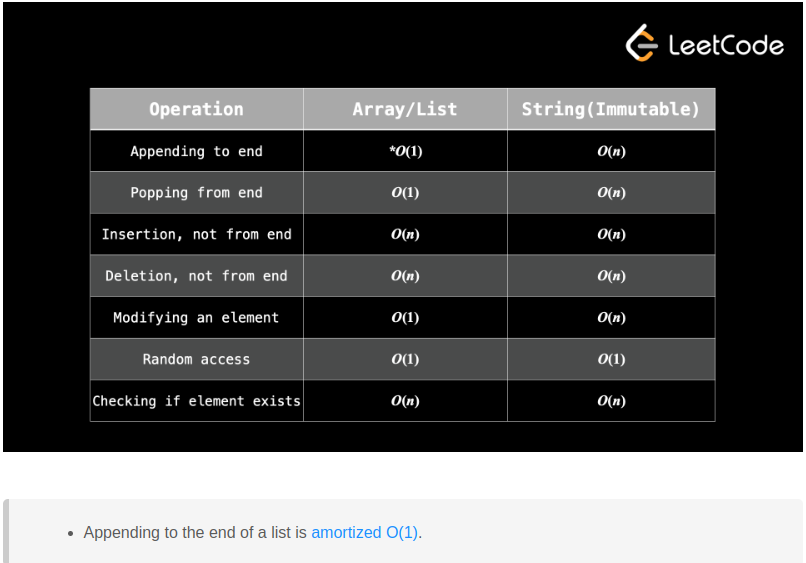 LeetCode
Operation Array/List String(Immutable)
Appending to end *O(1) O(n)
Popping from end O(1) O(n)
Insertion, not from end O(n) O(n)
Deletion, not from end O(n) O(n)
Modifying an element O(1) O(n)
Random access O(1) O(1)
Checking if element exists O(n) O(n)
• Appending to the end of a list is amortized O(1).